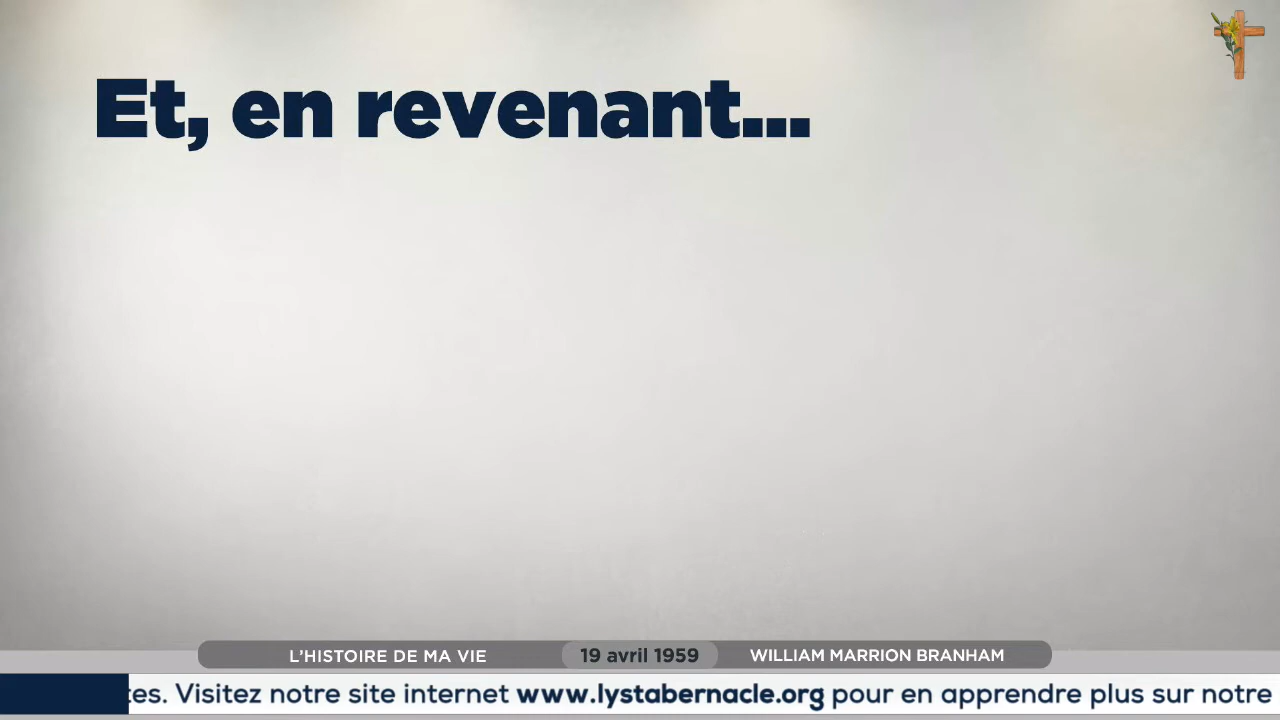 Et, en revenant...
L'HISTOIRE DE MA VIE 19 avril 1959 WILLIAM MARRION BRANHAM
tes. Visitez notre site internet www.lystabernacle.org pour en apprendre plus sur notre